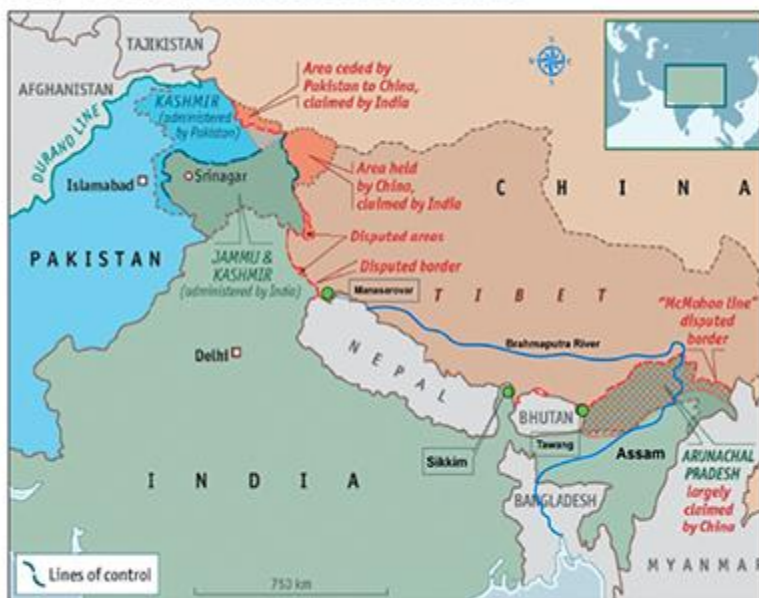 TAJIKISTAN
AFGHANISTAN
DURAND LINE
KASHMIR
(administered
by Pakistan)
Area ceded by
Pakistan to China,
claimed by India
Islamabad
Srinagar
Area held
by China,
claimed by India
C H I N A
PAKISTAN
JAMMU &
KASHMIR
(administered by India)
Disputed areas
Disputed border
Manasarovar
T I B E T
"McMahon line"
disputed
border
Brahmaputra River
Delhi
N E P A L
BHUTAN
Tawang
Sikkim
Assam
ARUNACHAL
PRADESH
largely
claimed
by China
I N D I A
BANGLADESH
MYANMAR
Lines of control
750 km